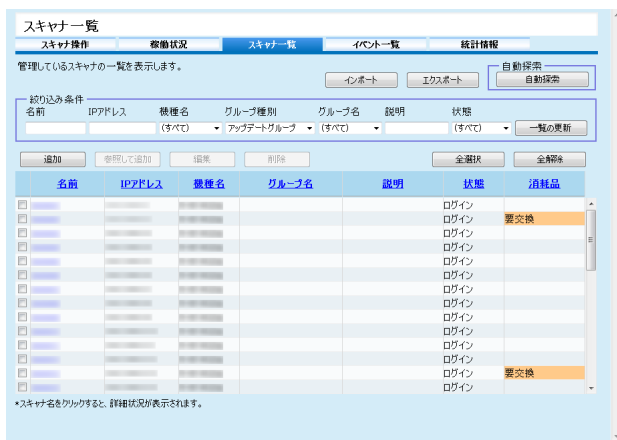 スキャナ一覧
スキャナ操作 稼働状況 スキャナ一覧 イベント一覧 統計情報
管理しているスキャナの一覧を表示します。
インポート エクスポート 自動探索 自動探索
絞り込み条件
名前 IPアドレス 機種名 グループ種別 グループ名 説明 状態
(すべて) アップデートグループ (すべて) (すべて) 一覧の更新
追加 参照して追加 編集 削除 全選択 全解除
名前 IPアドレス 機種名 グループ名 説明 状態 消耗品
ログイン
ログイン 要交換
ログイン
ログイン
ログイン
ログイン
ログイン
ログイン
ログイン
ログイン
ログイン
ログイン
ログイン 要交換
ログイン
*スキャナ名をクリックすると、詳細状況が表示されます。